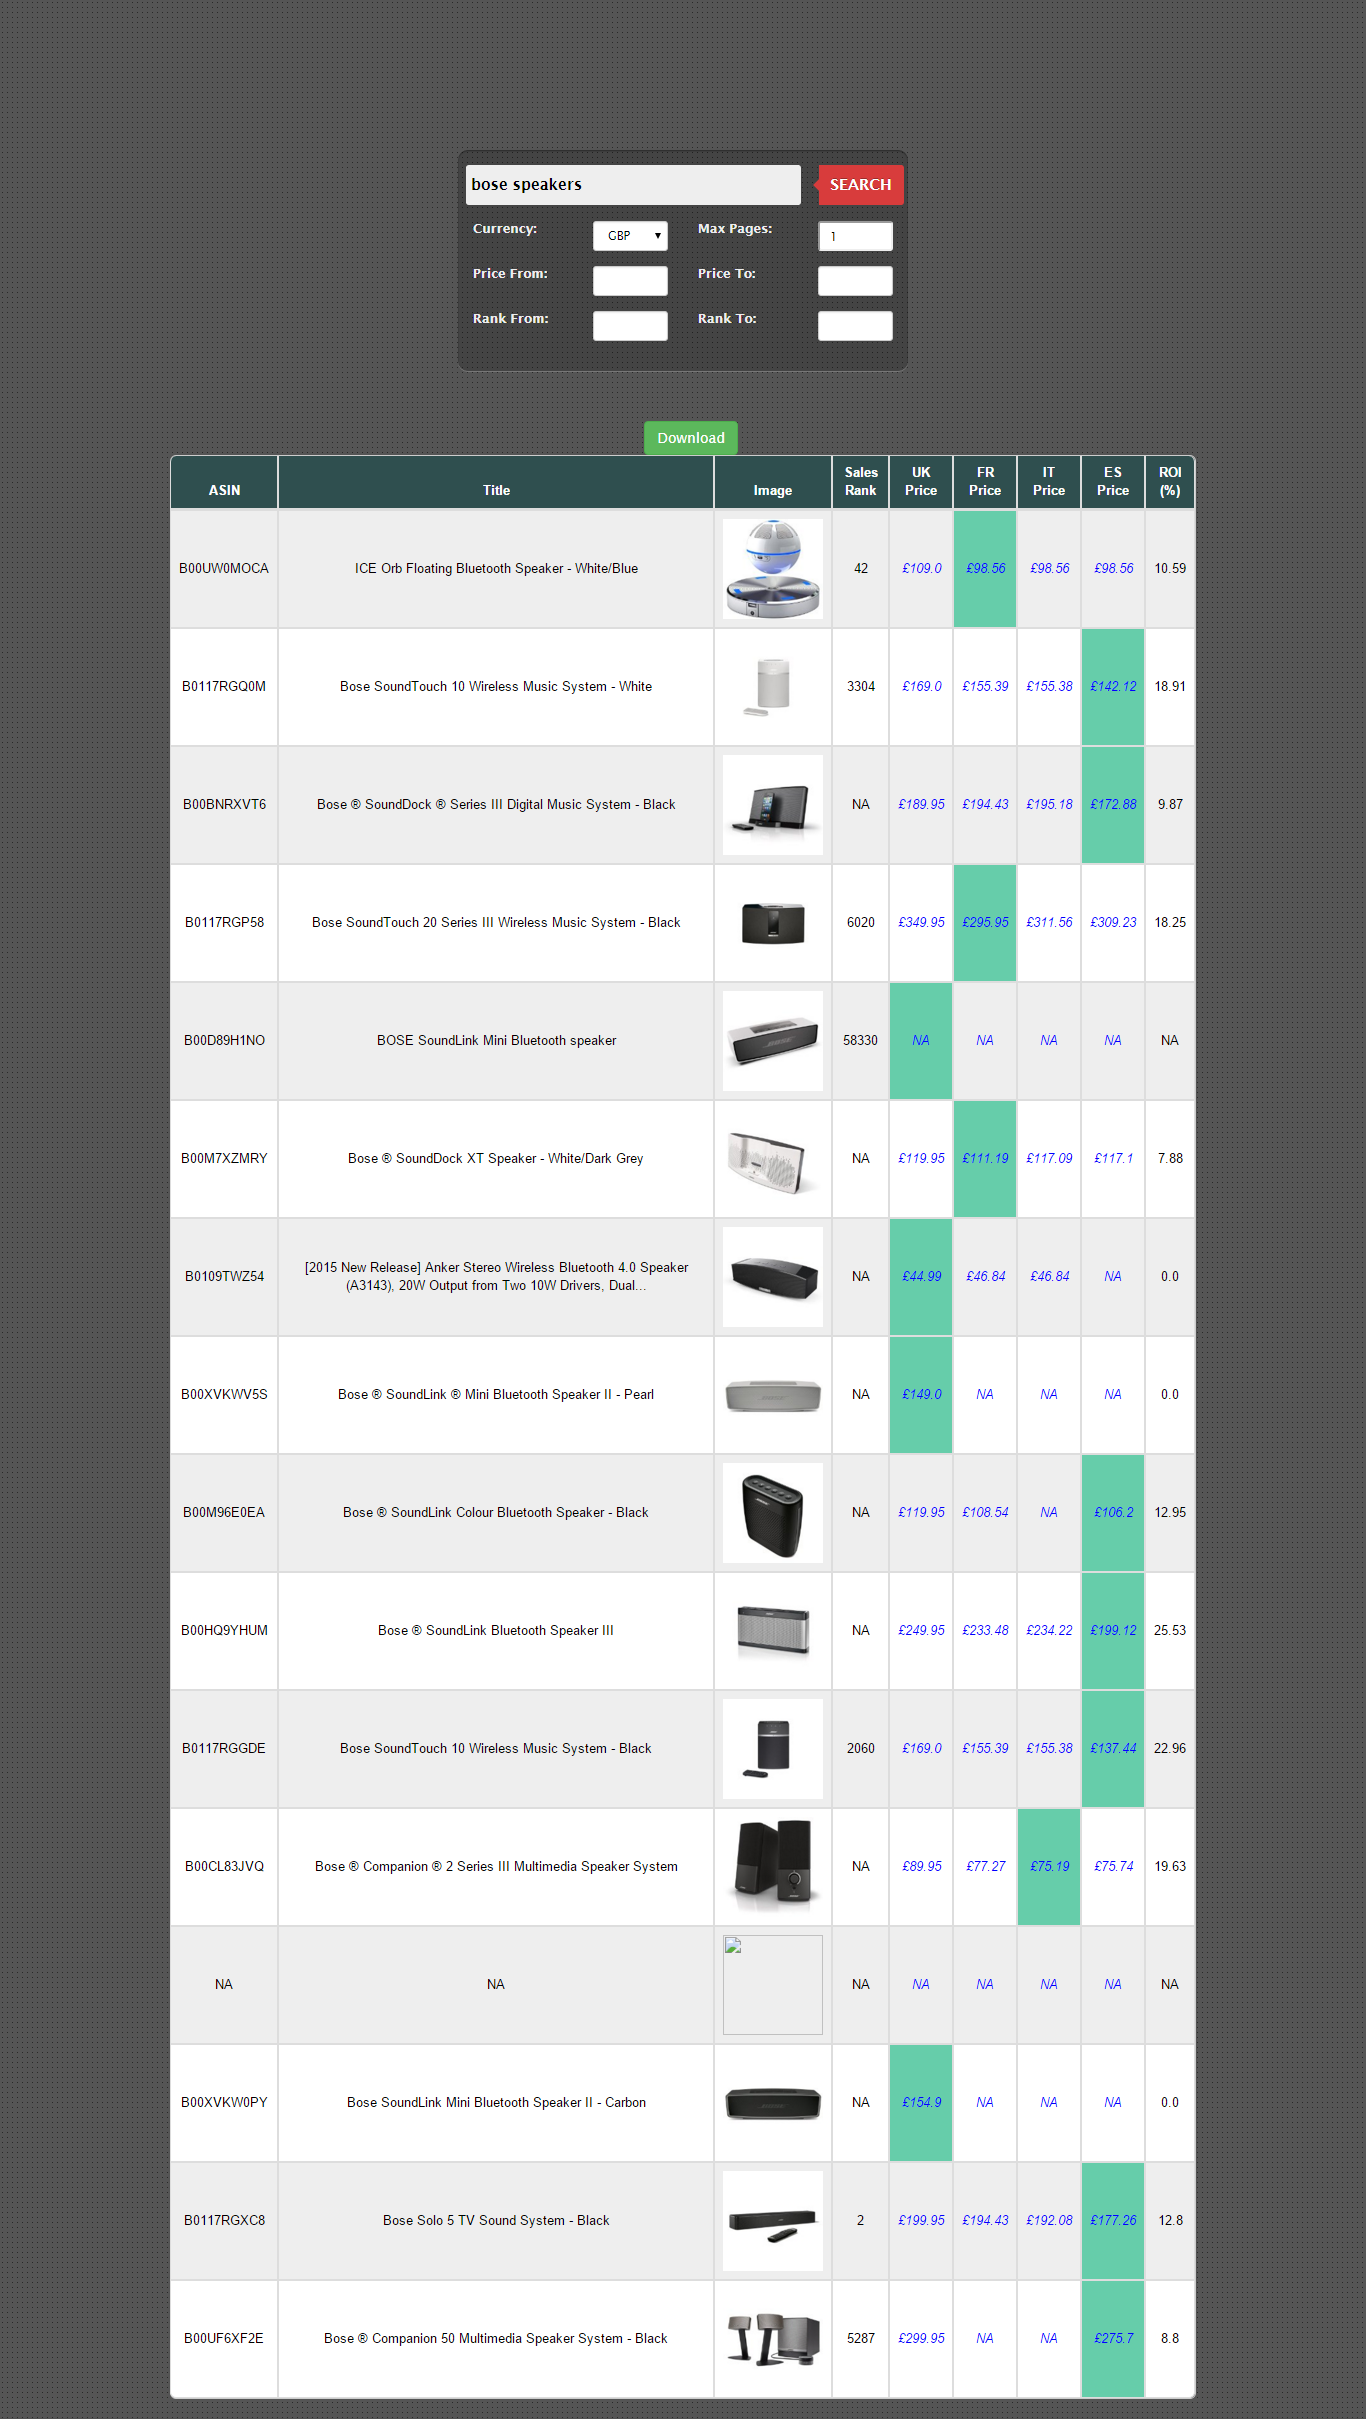 bose speakers SEARCH
Currency: GBP Max Pages: 1
Price From: Price To:
Rank From: Rank To:
Download
ASIN Title Image Sales Rank UK Price FR Price IT Price ES Price ROI (%)
B00UW0MOCA ICE Orb Floating Bluetooth Speaker - White/Blue 42 £109.0 £98.56 £98.56 £98.56 10.59
B0117RGQ0M Bose SoundTouch 10 Wireless Music System - White 3304 £169.0 £155.39 £155.38 £142.12 18.91
B00BNRXVT6 Bose ® SoundDock ® Series III Digital Music System - Black NA £189.95 £194.43 £195.18 £172.88 9.87
B0117RGP58 Bose SoundTouch 20 Series III Wireless Music System - Black 6020 £349.95 £295.95 £311.56 £309.23 18.25
B00D89H1NO BOSE SoundLink Mini Bluetooth speaker 58330 NA NA NA NA NA
B00M7XZMRY Bose ® SoundDock XT Speaker - White/Dark Grey NA £119.95 £111.19 £117.09 £117.1 7.88
B0109TWZ54 [2015 New Release] Anker Stereo Wireless Bluetooth 4.0 Speaker
(A3143), 20W Output from Two 10W Drivers, Dual... NA £44.99 £46.84 £46.84 NA 0.0
B00XVKWV5S Bose ® SoundLink ® Mini Bluetooth Speaker II - Pearl NA £149.0 NA NA NA 0.0
B00M96E0EA Bose ® SoundLink Colour Bluetooth Speaker - Black NA £119.95 £108.54 NA £106.2 12.95
B00HQ9YHUM Bose ® SoundLink Bluetooth Speaker III NA £249.95 £233.48 £234.22 £199.12 25.53
B0117RGGDE Bose SoundTouch 10 Wireless Music System - Black 2060 £169.0 £155.39 £155.38 £137.44 22.96
B00CL83JVQ Bose ® Companion ® 2 Series III Multimedia Speaker System NA £89.95 £77.27 £75.19 £75.74 19.63
NA NA NA NA NA NA NA NA
B00XVKW0PY Bose SoundLink Mini Bluetooth Speaker II - Carbon NA £154.9 NA NA NA 0.0
B0117RGXC8 Bose Solo 5 TV Sound System - Black 2 £199.95 £194.43 £192.08 £177.26 12.8
B00UF6XF2E Bose ® Companion 50 Multimedia Speaker System - Black 5287 £299.95 NA NA £275.7 8.8